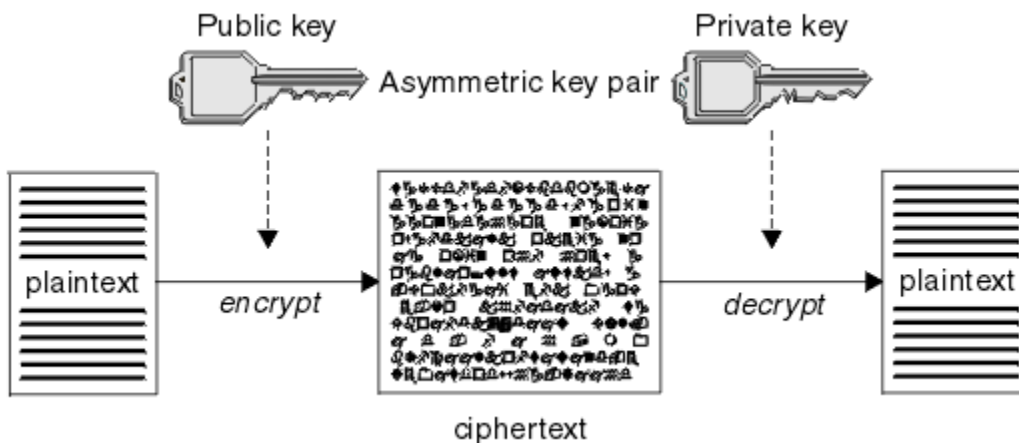 Public key
Private key
Asymmetric key pair
plaintext
encrypt
decrypt
plaintext
ciphertext